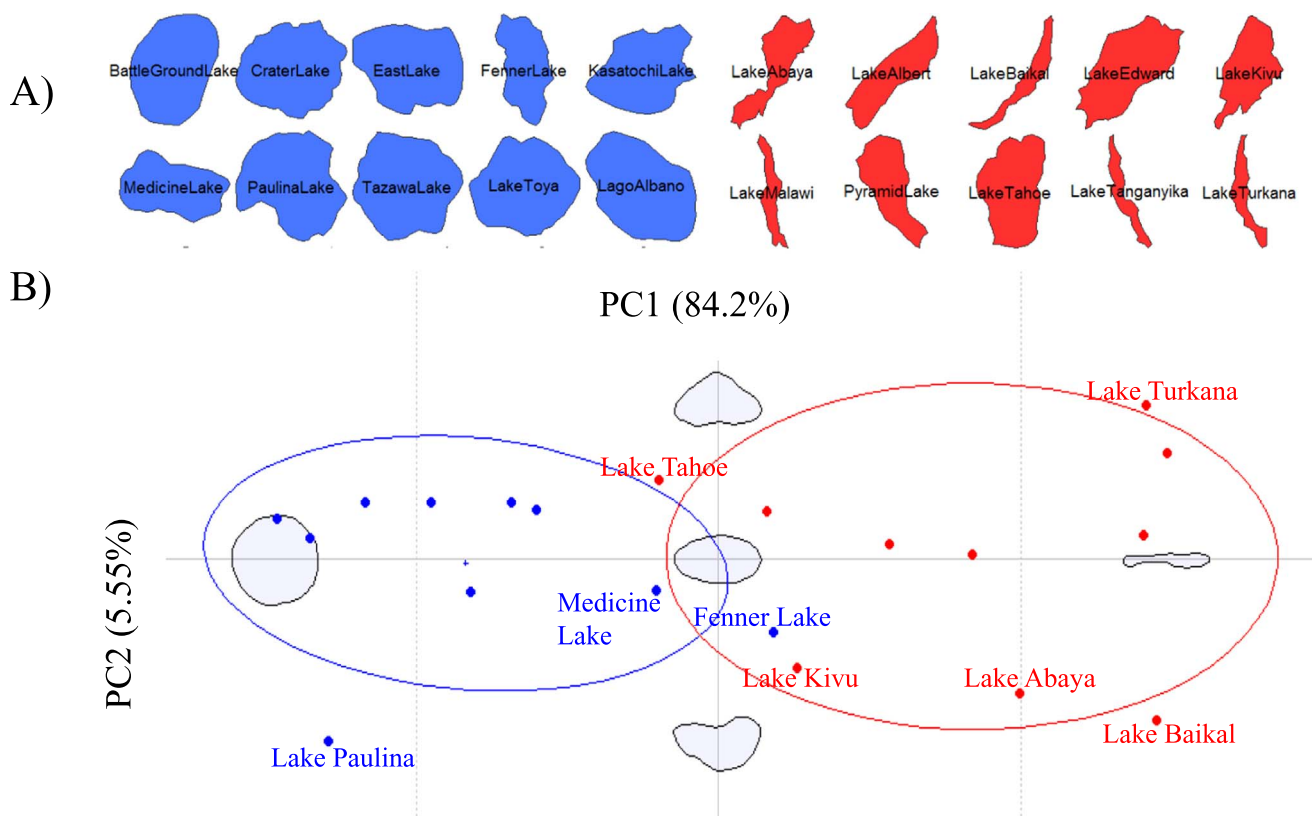 A)
BattleGroundLake CraterLake EastLake FennerLake KasatochiLake LakeAbaya LakeAlbert LakeBaikal LakeEdward LakeKivu
MedicineLake PaulinaLake TazawaLake LakeToya LagoAlbano LakeMalawi PyramidLake LakeTahoe LakeTanganyika LakeTurkana
B)
PC1 (84.2%)
Lake Turkana
Lake Tahoe
PC2 (5.55%)
Medicine
Lake
Fenner Lake
Lake Kivu
Lake Abaya
Lake Baikal
Lake Paulina